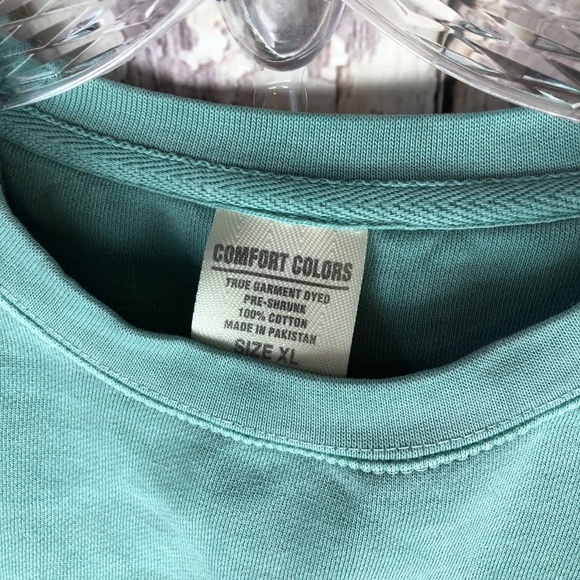 COMFORT COLORS
TRUE GARMENT DYED
PRE-SHRUNK
100% COTTON
MADE IN PAKISTAN
SIZE XL